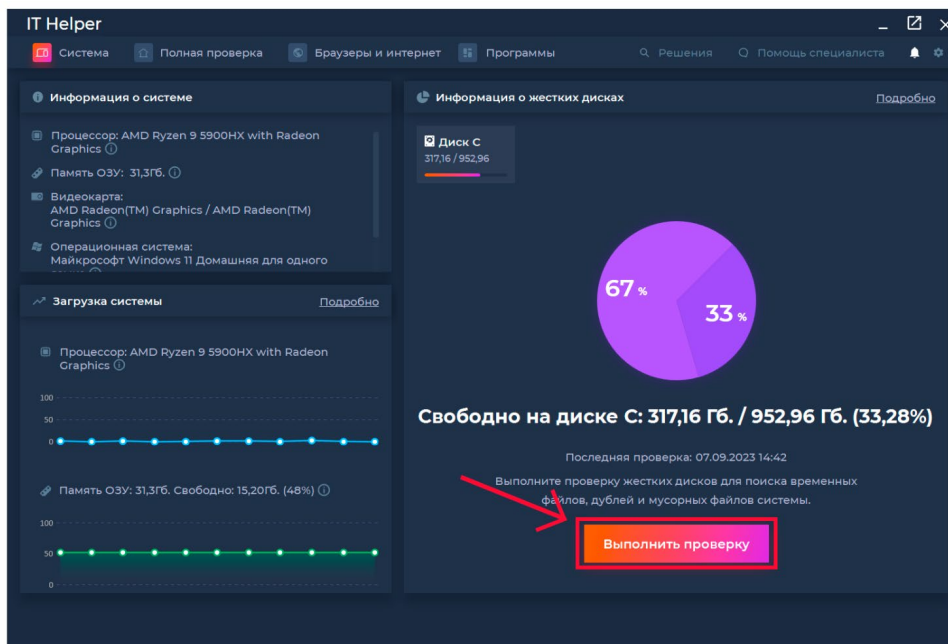 IT Helper
Система
Полная проверка
Браузеры и интернет
Программы
Решения
Помощь специалиста
Информация о системе
Процессор: AMD Ryzen 9 5900HX with Radeon
Graphics
Память ОЗУ: 31,3Гб.
Видеокарта:
AMD Radeon(TM) Graphics / AMD Radeon(TM)
Graphics
Операционная система:
Майкрософт Windows 11 Домашняя для одного
Загрузка системы
Подробно
Процессор: AMD Ryzen 9 5900HX with Radeon
Graphics
100
50
0
Память ОЗУ: 31,3Гб. Свободно: 15,20Гб. (48%)
100
50
0
Информация о жестких дисках
Подробно
Диск C
317,16 / 952,96
67 %
33 %
Свободно на диске C: 317,16 Гб. / 952,96 Гб. (33,28%)
Последняя проверка: 07.09.2023 14:42
Выполните проверку жестких дисков для поиска временных
файлов, дублей и мусорных файлов системы.
Выполнить проверку